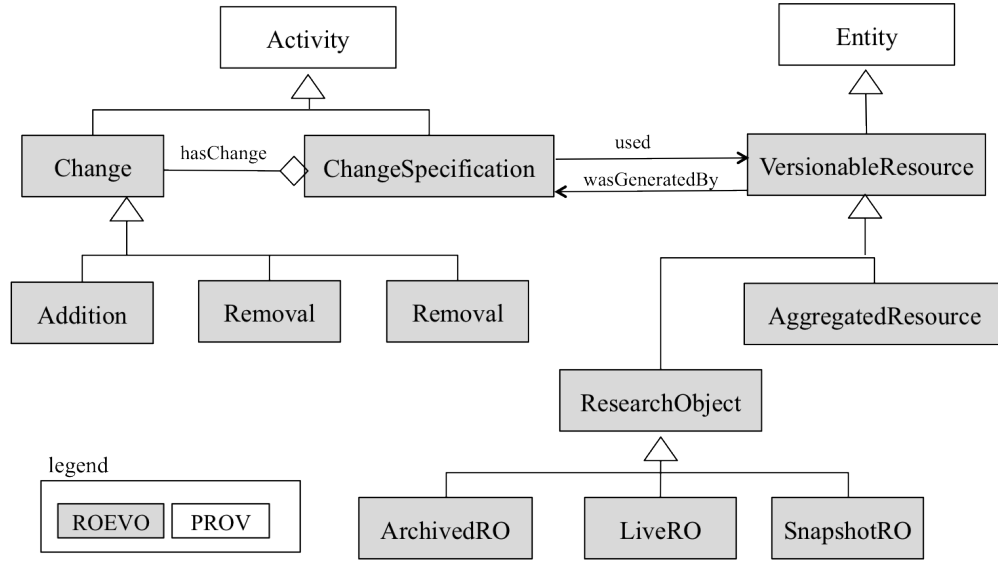 Activity
Entity
Change
hasChange
ChangeSpecification
used
wasGeneratedBy
VersionableResource
Addition
Removal
Removal
AggregatedResource
ResearchObject
legend
ROEVO
PROV
ArchivedRO
LiveRO
SnapshotRO